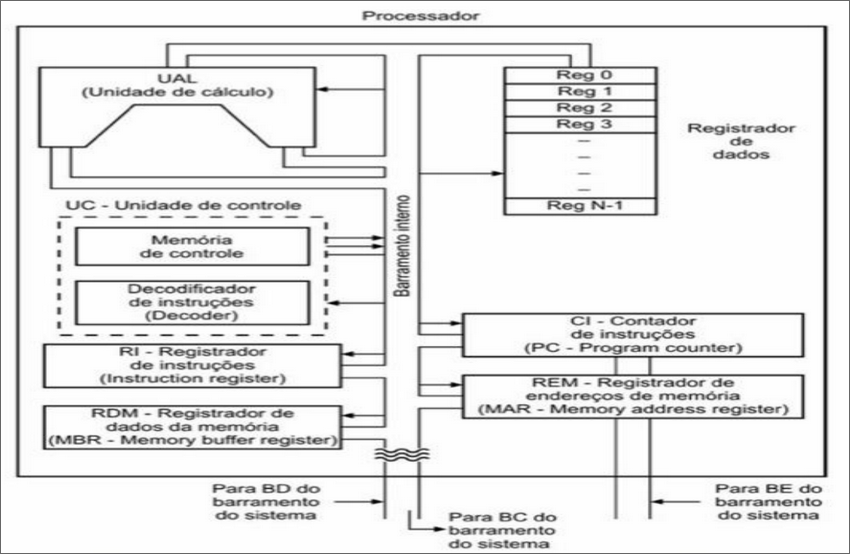 Processador
UAL
(Unidade de cálculo)
Reg 0
Reg 1
Reg 2
Reg 3
Reg N-1
Registrador
de
dados
Barramento interno
UC - Unidade de controle
Memória
de controle
Decodificador
de instruções
(Decoder)
RI - Registrador
de instruções
(Instruction register)
RDM - Registrador de
dados da memória
(MBR - Memory buffer register)
CI - Contador
de instruções
(PC - Program counter)
REM - Registrador de
endereços de memória
(MAR - Memory address register)
Para BD do
barramento
do sistema
Para BC do
barramento
do sistema
Para BE do
barramento
do sistema